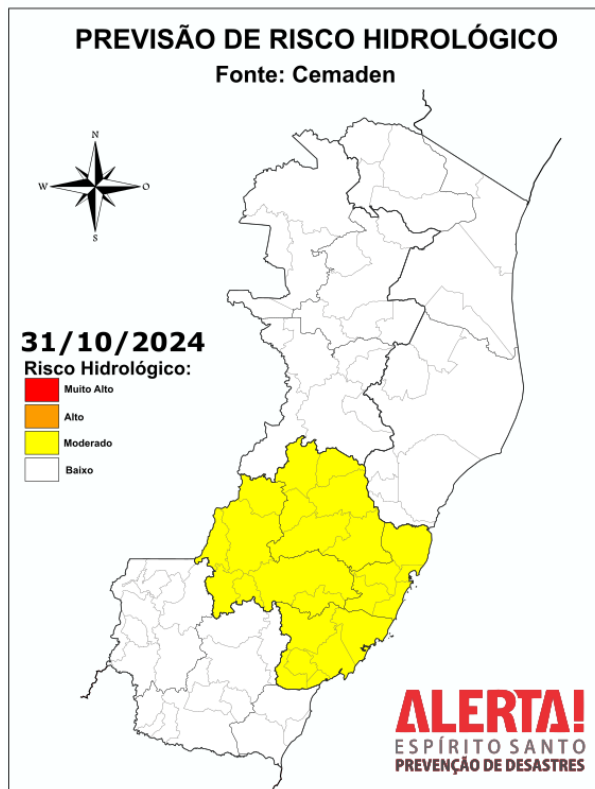 PREVISÃO DE RISCO HIDROLÓGICO
Fonte: Cemaden
N
W
O
S
31/10/2024
Risco Hidrológico:
Muito Alto
Alto
Moderado
Baixo
ALERTA!
ESPÍRITO SANTO
PREVENÇÃO DE DESASTRES